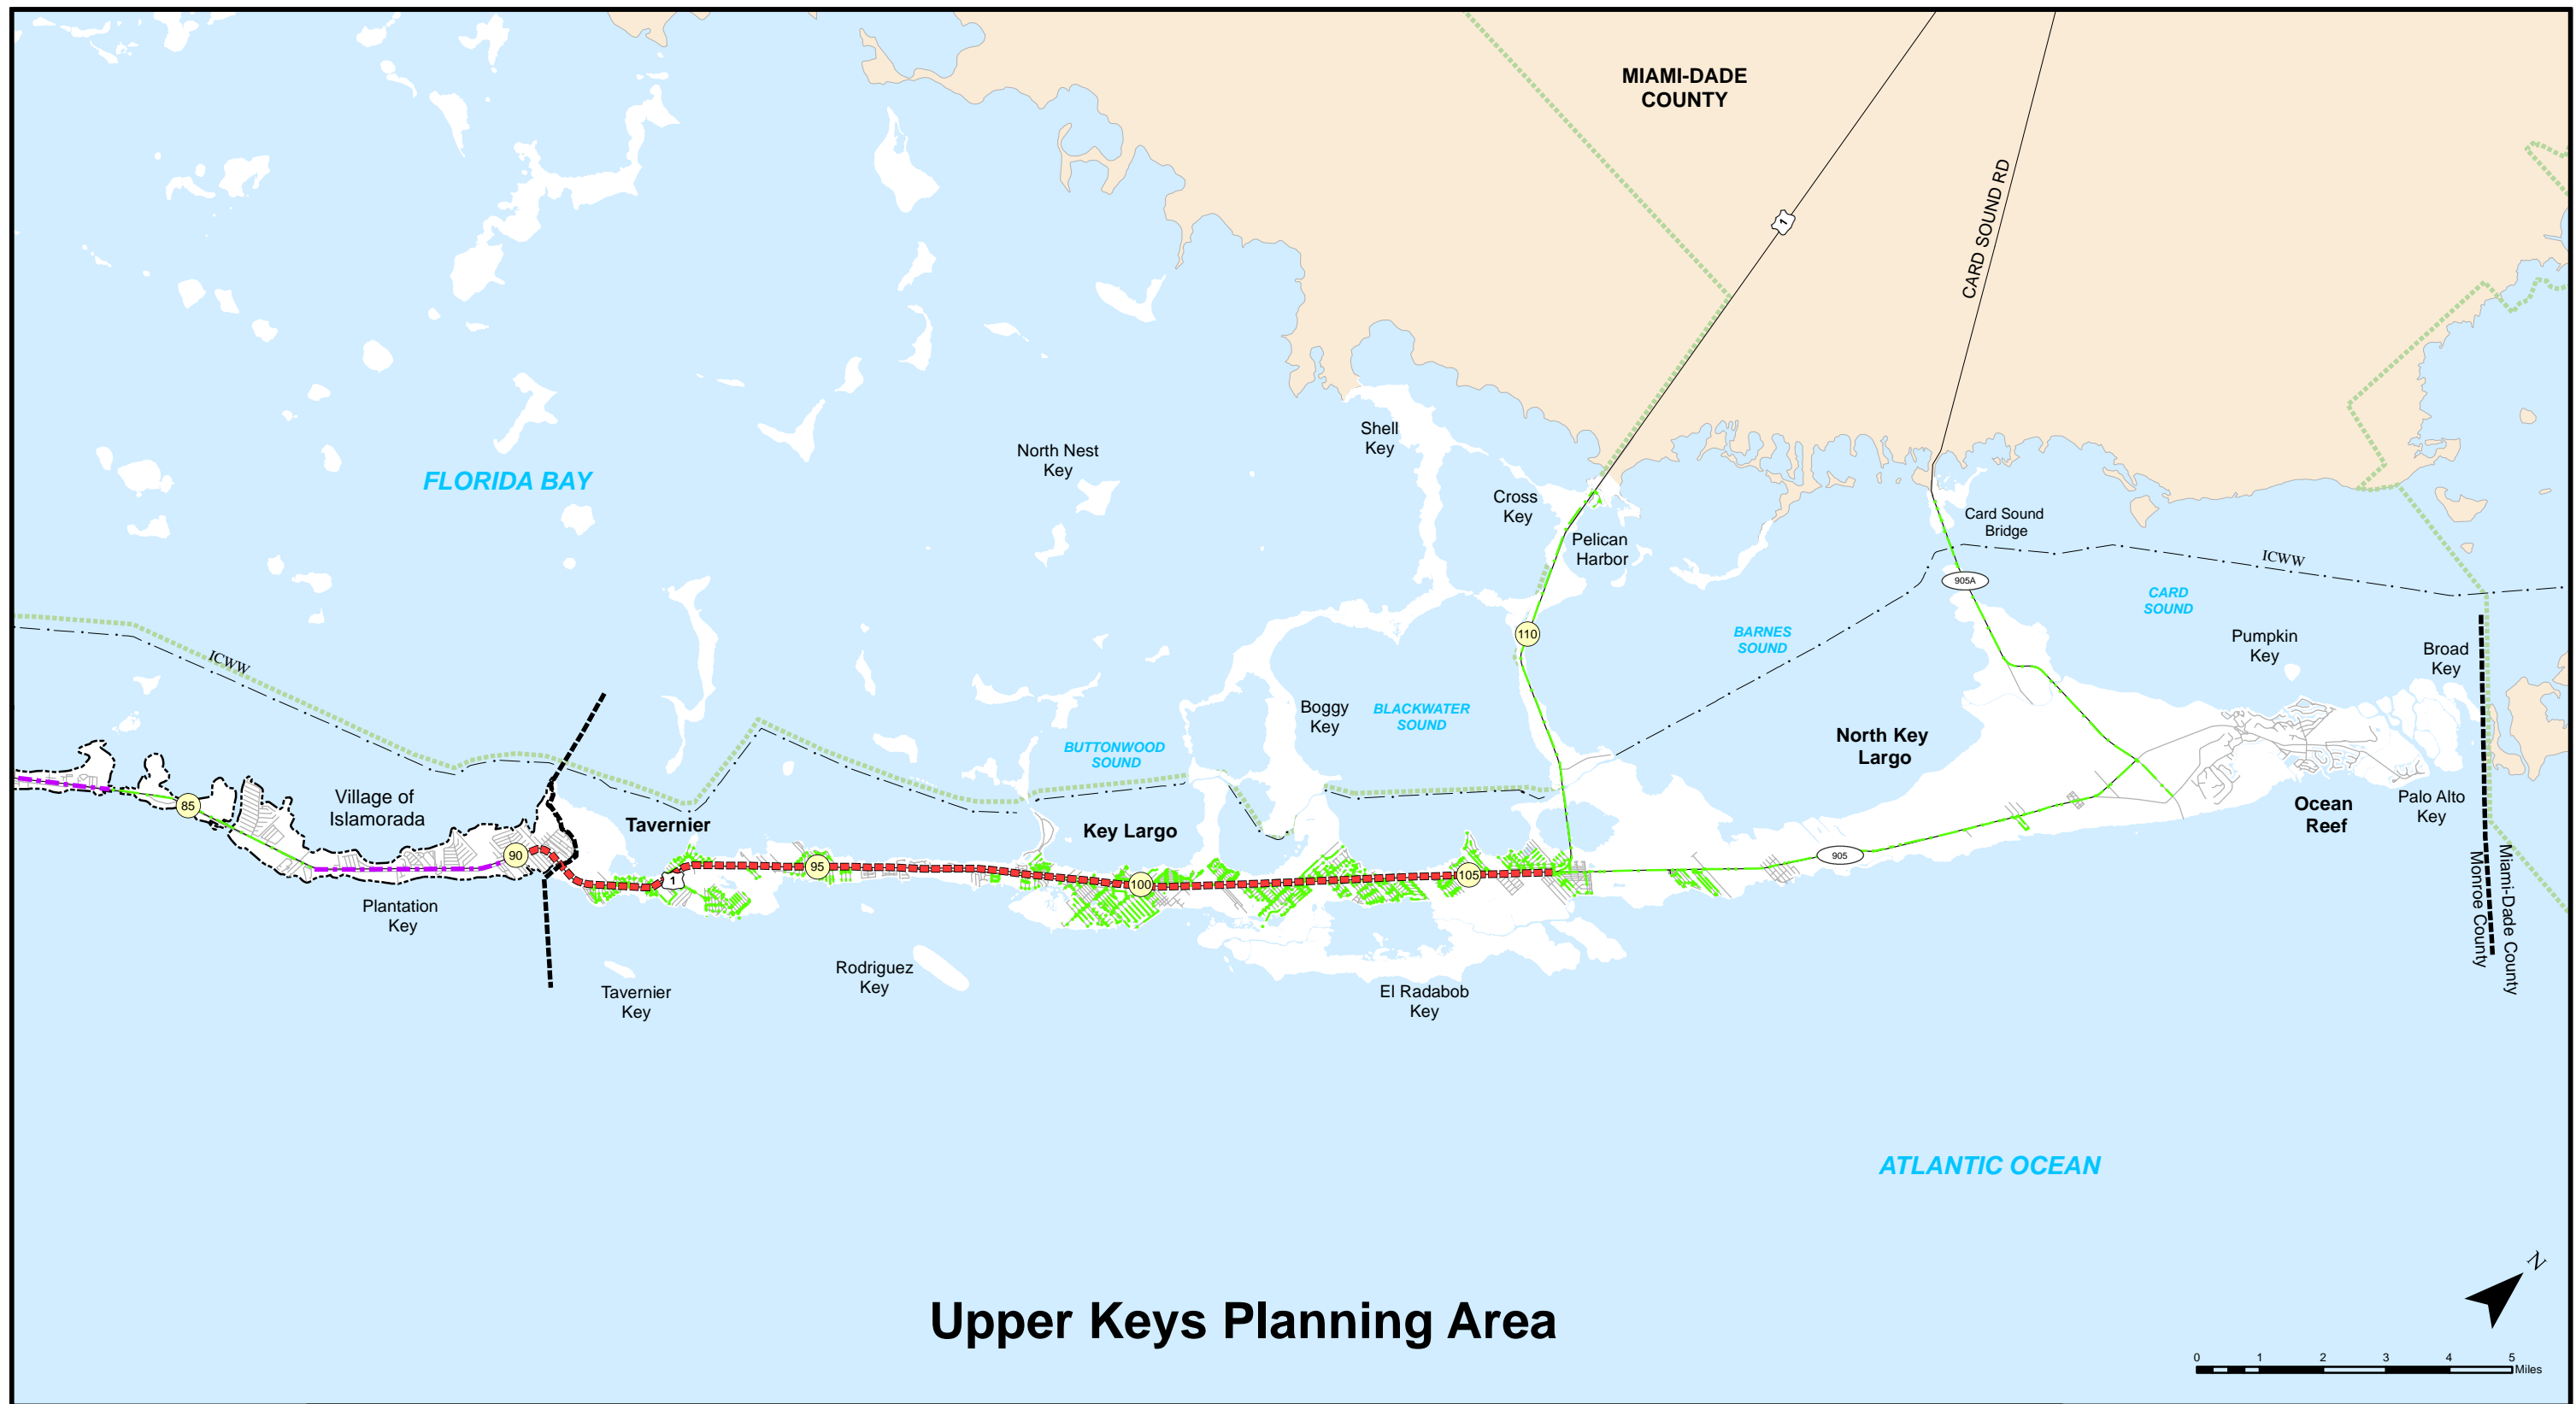 MIAMI-DADE
COUNTY
1
CARD SOUND RD
Shell
Key
North Nest
Key
FLORIDA BAY
Cross
Key
Card Sound
Bridge
Pelican
Harbor
ICWW
905A
CARD
SOUND
110
BARNES
SOUND
Pumpkin
Key
Broad
Key
ICWW
Boggy
Key
BLACKWATER
SOUND
BUTTONWOOD
SOUND
North Key
Largo
85
Village of
Islamorada
Tavernier
Key Largo
Ocean
Reef
Palo Alto
Key
90
1
95
100
105
905
Miami-Dade County
Monroe County
Plantation
Key
Rodriguez
Key
Tavernier
Key
El Radabob
Key
ATLANTIC OCEAN
N
Upper Keys Planning Area
0 1 2 3 4 5
Miles